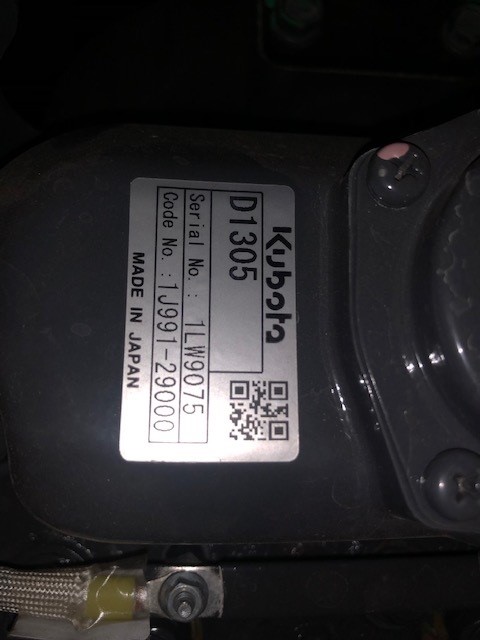 Kubota
D1305
Serial No. : 1LW9075
Code No. : 1J991-29000
MADE IN JAPAN